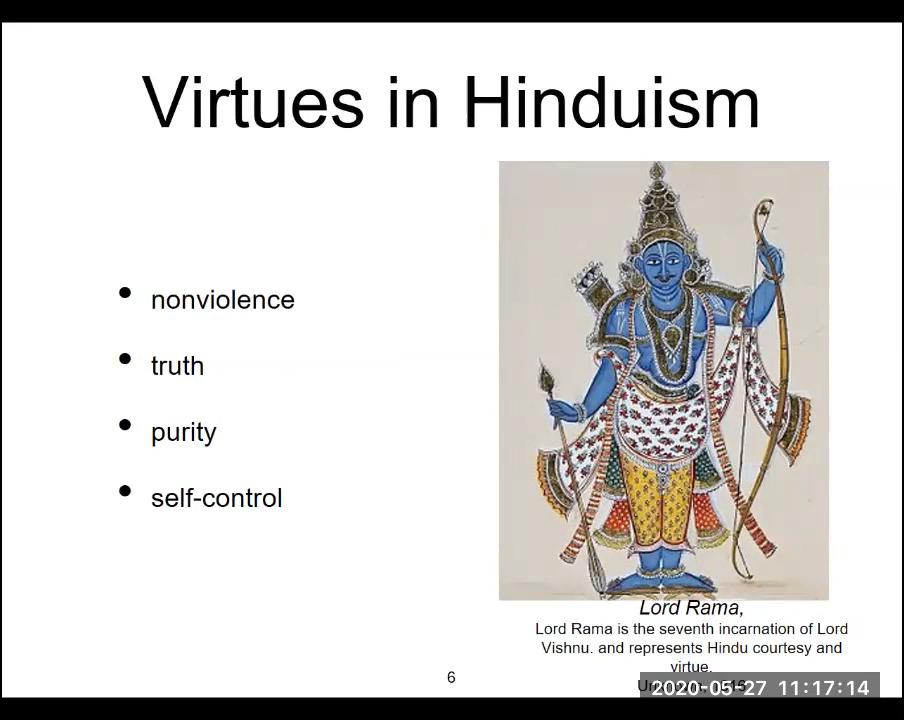 Virtues in Hinduism
• nonviolence
• truth
• purity
• self-control
Lord Rama,
Lord Rama is the seventh incarnation of Lord
Vishnu. and represents Hindu courtesy and
virtue.
2020-05-27 11:17:14
6